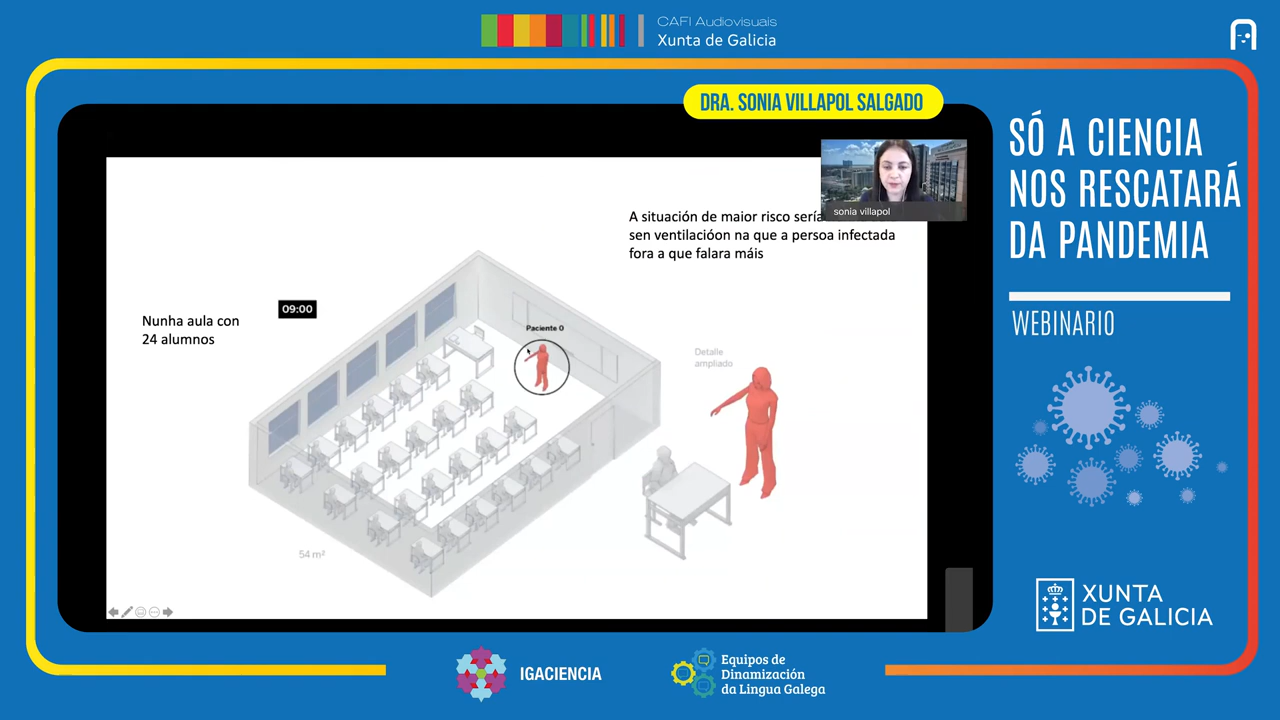 CAFI Audiovisuais
Xunta de Galicia
DRA. SONIA VILLAPOL SALGADO
SÓ A CIENCIA
NOS RESCATARÁ
DA PANDEMIA
WEBINARIO
sonia villapol
A situación de maior risco sería
sen ventilacióon na que a persoa infectada
fora a que falara máis
Nunha aula con
24 alumnos
09:00
Paciente 0
Detalle
ampliado
54 m²
XUNTA
DE GALICIA
IGACIENCIA
Equipos de
Dinamización
da Lingua Galega